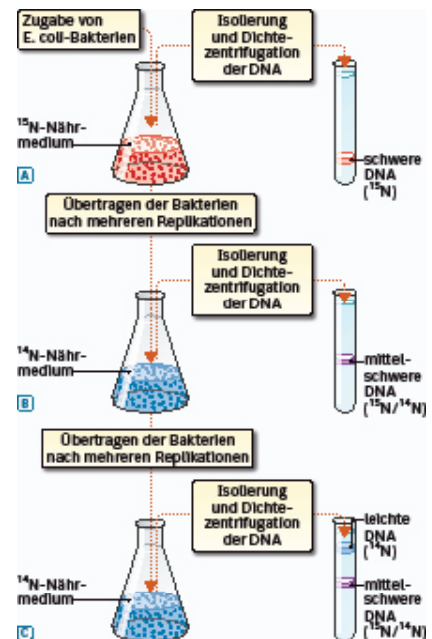 Zugabe von
E. coli-Bakterien
Isolierung
und Dichte-
zentrifugation
der DNA
¹⁵N-Nähr-
medium
schwere
DNA
(¹⁵N)
A
Übertragen der Bakterien
nach mehreren Replikationen
Isolierung
und Dichte-
zentrifugation
der DNA
¹⁴N-Nähr-
medium
mittel-
schwere
DNA
(¹⁵N/¹⁴N)
B
Übertragen der Bakterien
nach mehreren Replikationen
Isolierung
und Dichte-
zentrifugation
der DNA
leichte
DNA
(¹⁴N)
¹⁴N-Nähr-
medium
mittel-
schwere
DNA
(¹⁵N/¹⁴N)
C